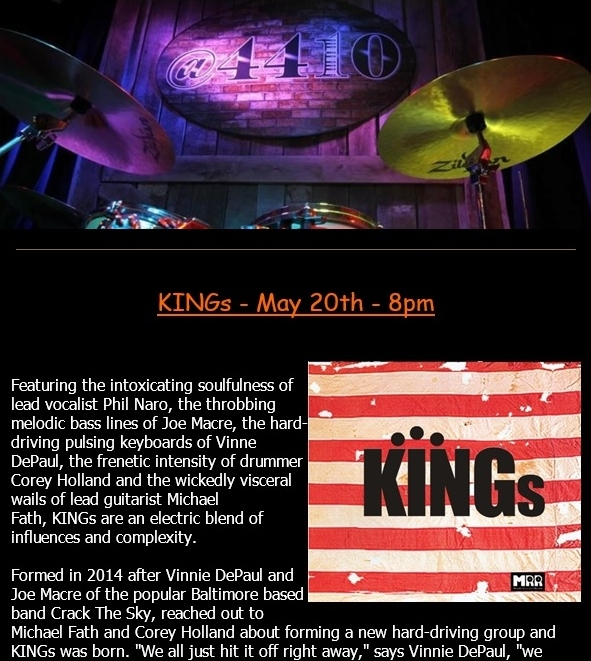 @4410
Zildjian
KINGs - May 20th - 8pm
Featuring the intoxicating soulfulness of
lead vocalist Phil Naro, the throbbing
melodic bass lines of Joe Macre, the hard-
driving pulsing keyboards of Vinne
DePaul, the frenetic intensity of drummer
Corey Holland and the wickedly visceral
wails of lead guitarist Michael
Fath, KINGs are an electric blend of
influences and complexity.
KINGs
MRR
Formed in 2014 after Vinnie DePaul and
Joe Macre of the popular Baltimore based
band Crack The Sky, reached out to
Michael Fath and Corey Holland about forming a new hard-driving group and
KINGs was born. "We all just hit it off right away," says Vinnie DePaul, "we